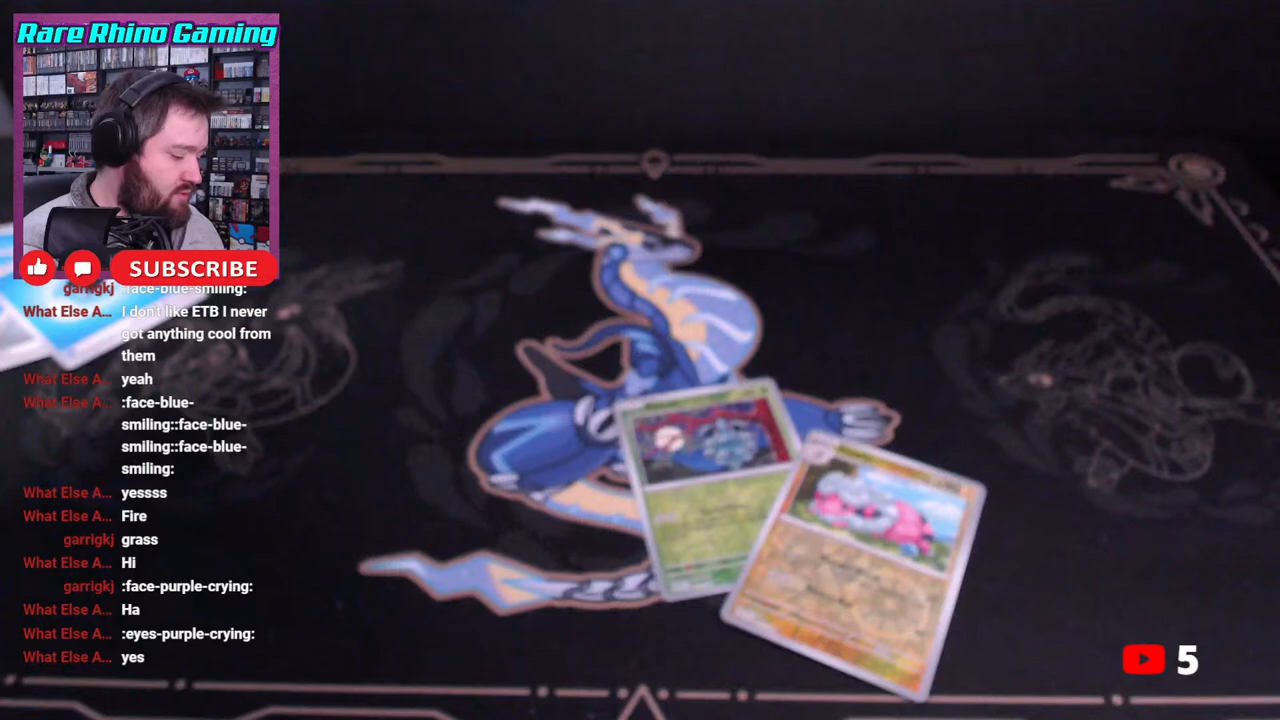 Rare Rhino Gaming
SUBSCRIBE
garrigkj :face-blue-smiling:
What Else A... I don't like ETB I never
got anything cool from
them
What Else A... yeah
What Else A... :face-blue-
smiling::face-blue-
smiling::face-blue-
smiling:
What Else A... yessss
What Else A... Fire
garrigkj grass
What Else A... Hi
garrigkj :face-purple-crying:
What Else A... Ha
What Else A... :eyes-purple-crying:
What Else A... yes
5